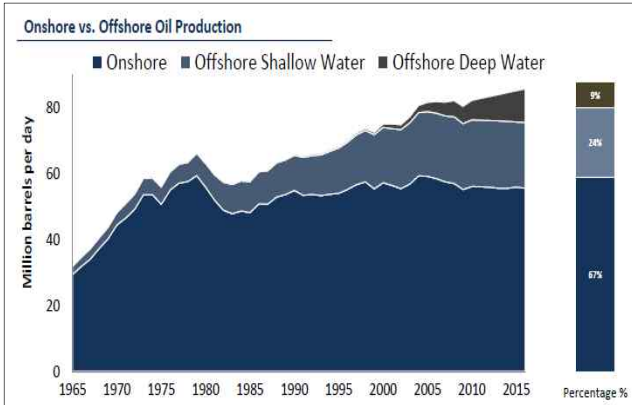 Onshore vs. Offshore Oil Production
Onshore Offshore Shallow Water Offshore Deep Water
Million barrels per day
80
60
40
20
0
1965 1970 1975 1980 1985 1990 1995 2000 2005 2010 2015
9%
24%
67%
Percentage %